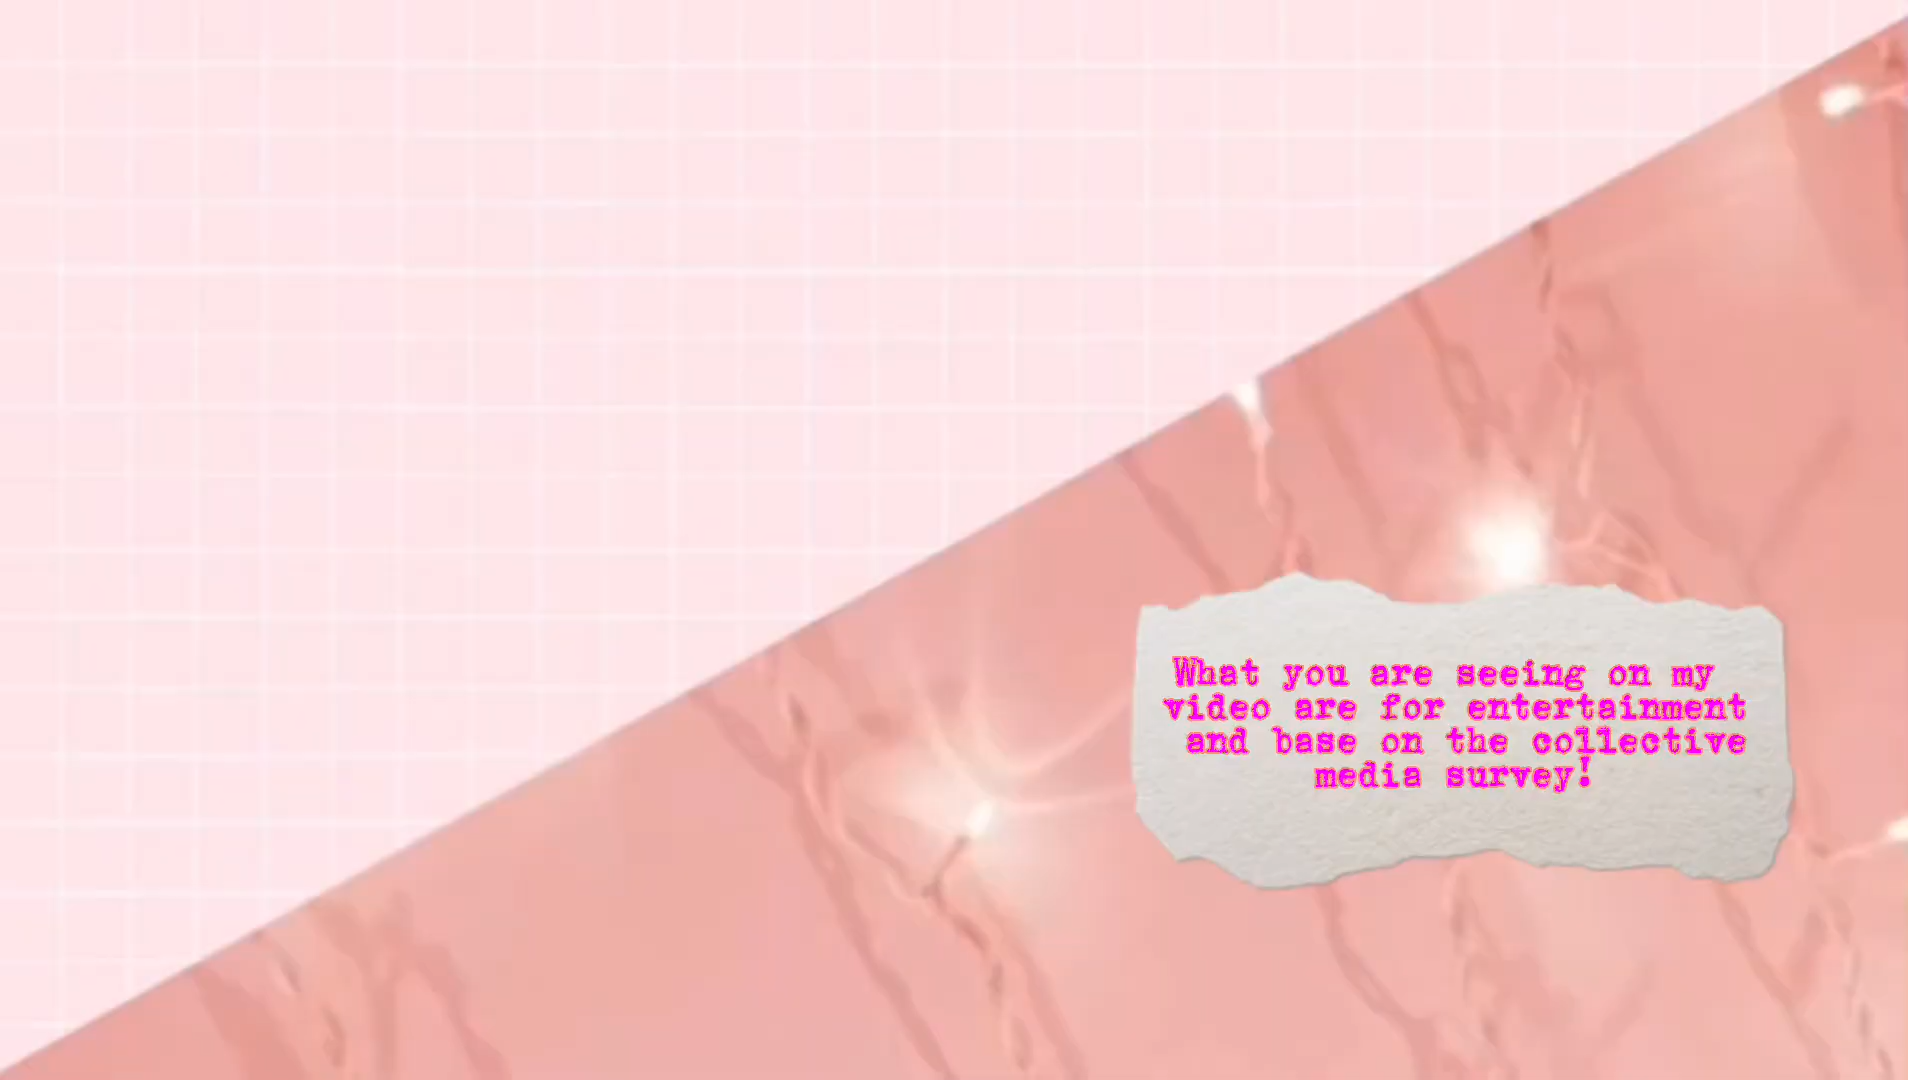 What you are seeing on my
video are for entertainment
and base on the collective
media survey!